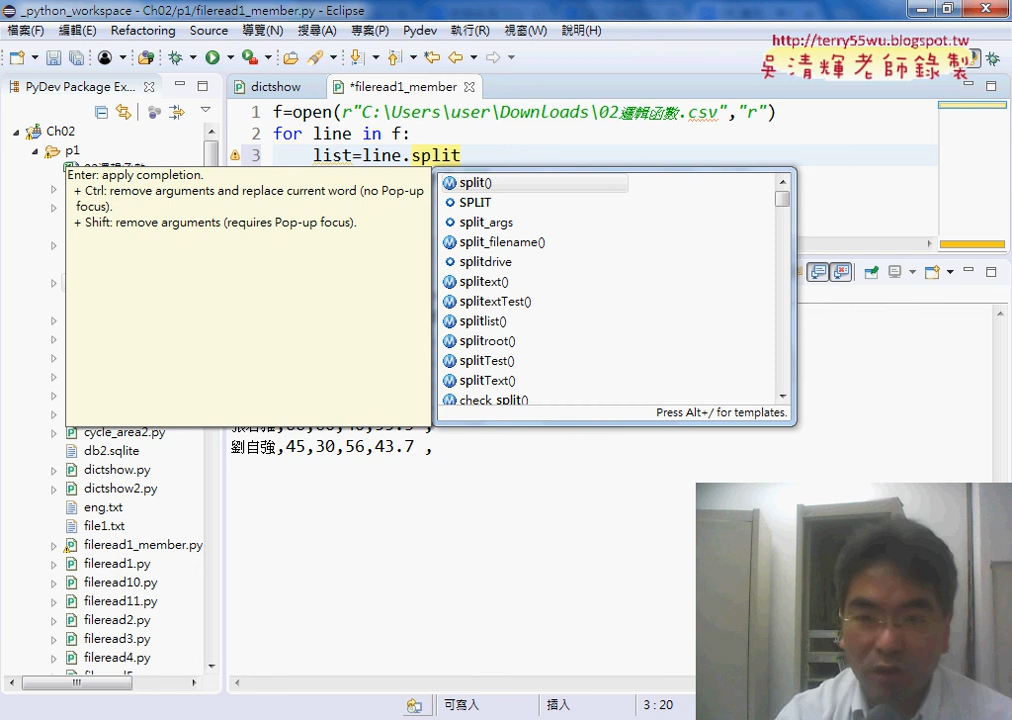 _python_workspace - Ch02/p1/fileread1_member.py - Eclipse
檔案(F) 編輯(E) Refactoring Source 導覽(N) 搜尋(A) 專案(P) Pydev 執行(R) 視窗(W) 說明(H)
http://terry55wu.blogspot.tw
吳清輝老師錄製
PyDev Package Ex...
dictshow
*fileread1_member
Ch02
p1
1 f=open(r"C:\Users\user\Downloads\02邏輯函數.csv","r")
2 for line in f:
3 list=line.split
Enter: apply completion.
+ Ctrl: remove arguments and replace current word (no Pop-up
focus).
+ Shift: remove arguments (requires Pop-up focus).
split()
SPLIT
split_args
split_filename()
splitdrive
splitext()
splitextTest()
splitlist()
splitroot()
splitTest()
splitText()
check_split()
Press Alt+/ for templates.
劉自強,45,30,56,43.7 ,
cycle_area2.py
db2.sqlite
dictshow.py
dictshow2.py
eng.txt
file1.txt
fileread1_member.py
fileread1.py
fileread10.py
fileread11.py
fileread2.py
fileread3.py
fileread4.py
可寫入
插入
3 : 20